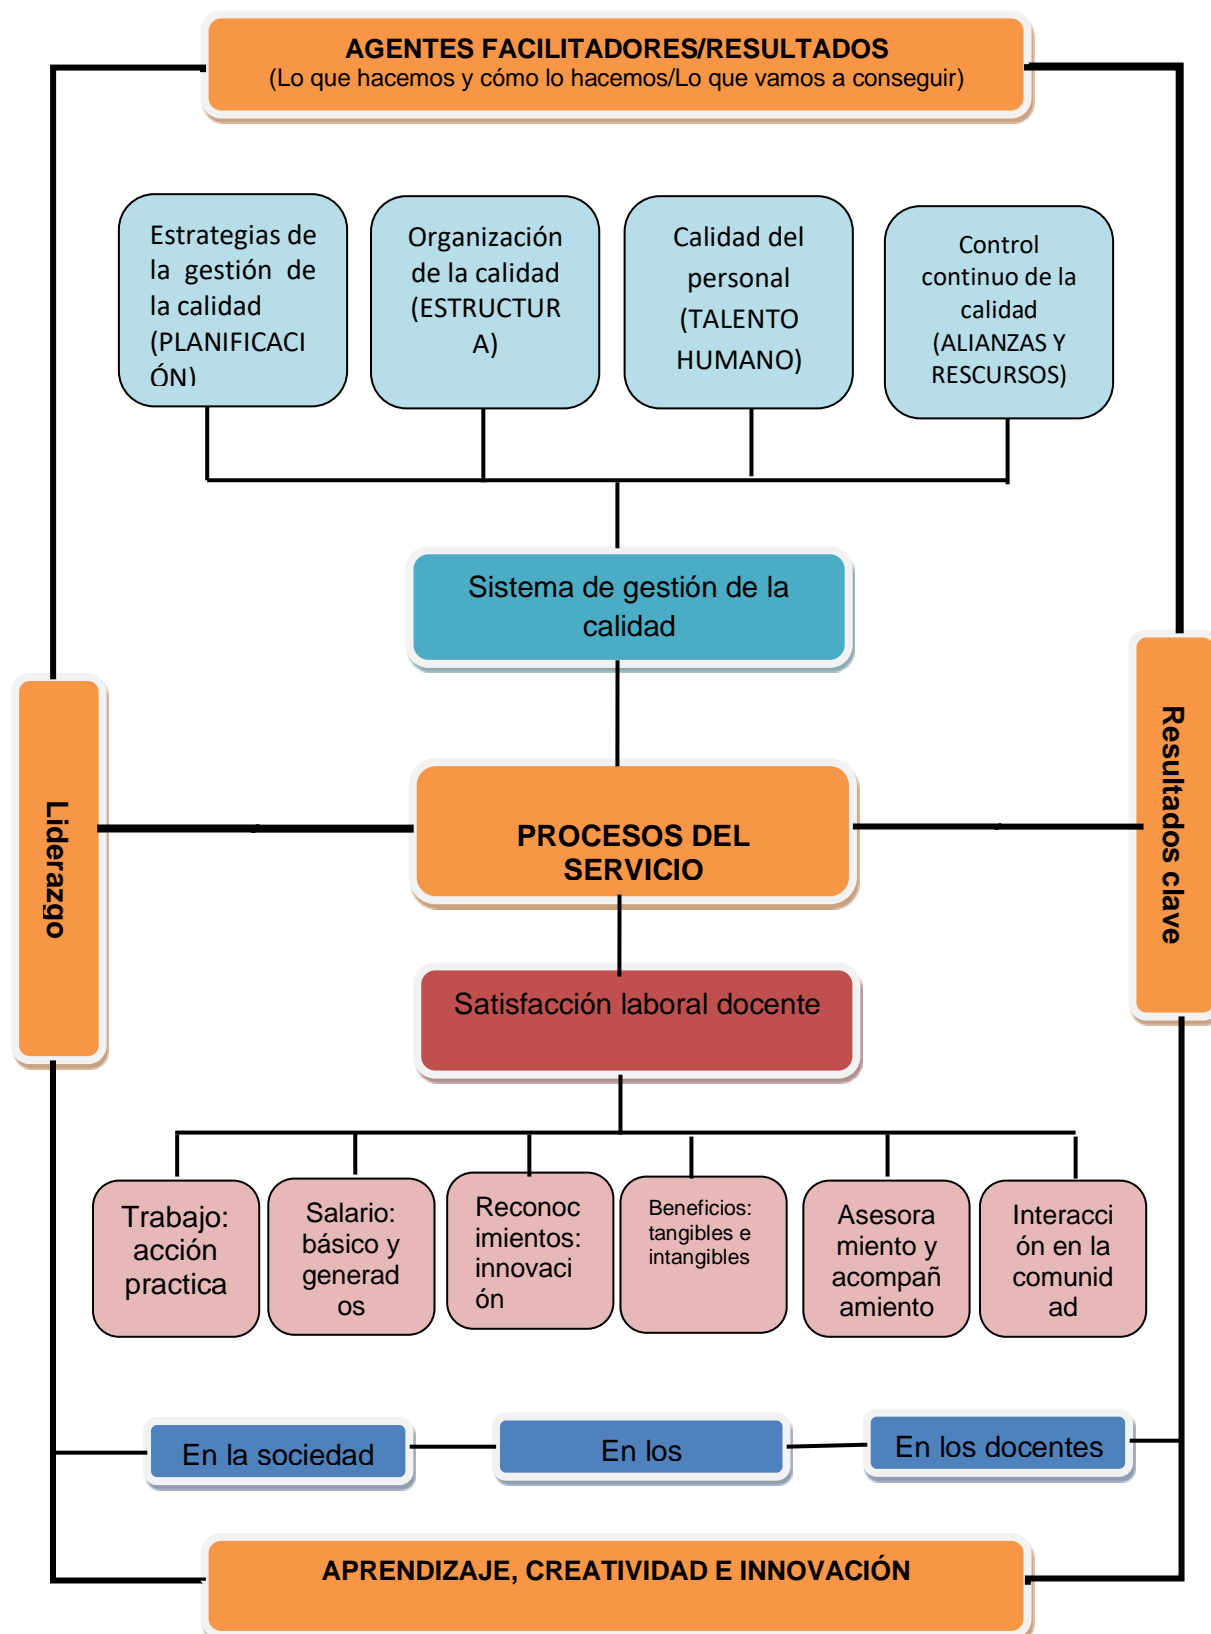 AGENTES FACILITADORES/RESULTADOS
(Lo que hacemos y cómo lo hacemos/Lo que vamos a conseguir)
Estrategias de
la gestión de
la calidad
(PLANIFICACI
ÓN)
Organización
de la calidad
(ESTRUCTUR
A)
Calidad del
personal
(TALENTO
HUMANO)
Control
continuo de la
calidad
(ALIANZAS Y
RESCURSOS)
Sistema de gestión de la
calidad
Liderazgo
PROCESOS DEL
SERVICIO
Resultados clave
Satisfacción laboral docente
Trabajo:
acción
practica
Salario:
básico y
generad
os
Reconoc
imientos:
innovaci
ón
Beneficios:
tangibles e
intangibles
Asesora
miento y
acompañ
amiento
Interacci
ón en la
comunid
ad
En la sociedad
En los
En los docentes
APRENDIZAJE, CREATIVIDAD E INNOVACIÓN